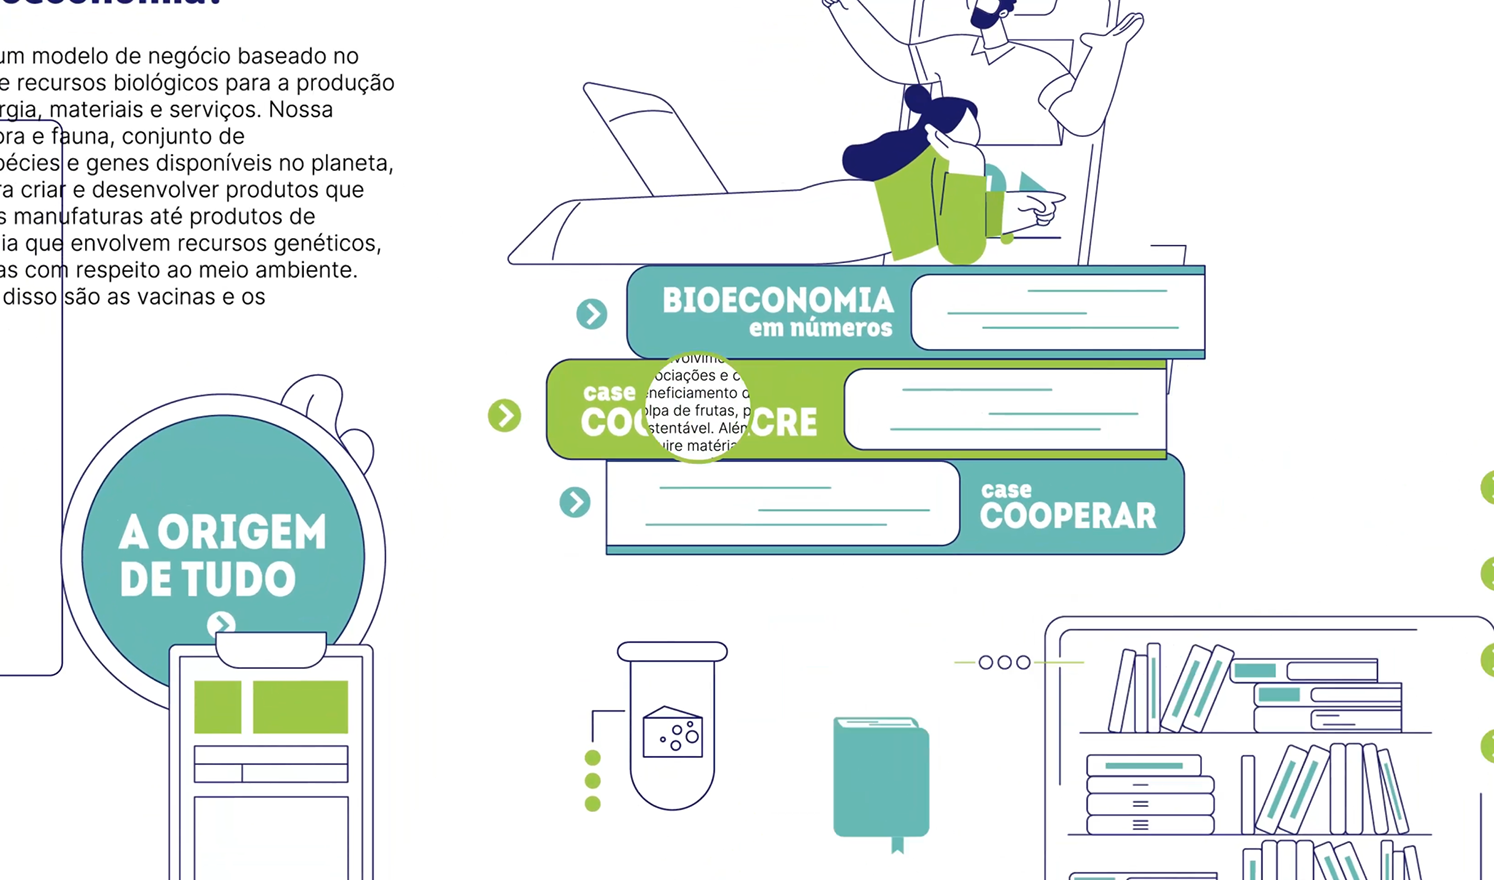 um modelo de negócio baseado no
e recursos biológicos para a produção
rgia, materiais e serviços. Nossa
ora e fauna, conjunto de
pécies e genes disponíveis no planeta,
ra criar e desenvolver produtos que
s manufaturas até produtos de
ia que envolvem recursos genéticos,
as com respeito ao meio ambiente.
disso são as vacinas e os
BIOECONOMIA
em números
case
CRE
ociações e c
neficiamento d
olpa de frutas, p
stentável. Além
uire matéria
case
COOPERAR
A ORIGEM
DE TUDO